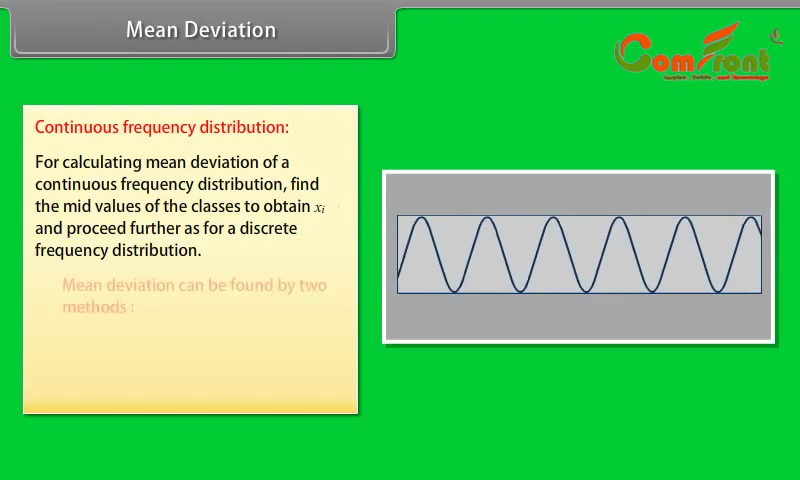 Mean Deviation
Comfront
Continuous frequency distribution:
For calculating mean deviation of a
continuous frequency distribution, find
the mid values of the classes to obtain xᵢ
and proceed further as for a discrete
frequency distribution.
Mean deviation can be found by two
methods :